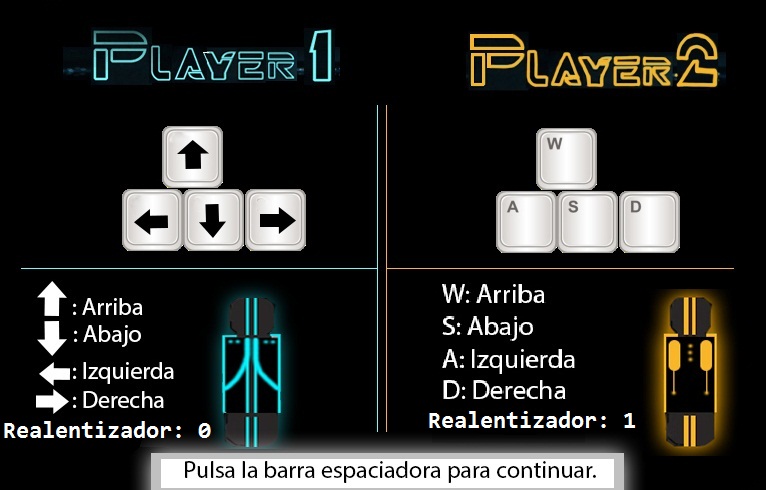 Player 1
Player 2
W
A S D
: Arriba
: Abajo
: Izquierda
: Derecha
Realentizador: 0
W: Arriba
S: Abajo
A: Izquierda
D: Derecha
Realentizador: 1
Pulsa la barra espaciadora para continuar.